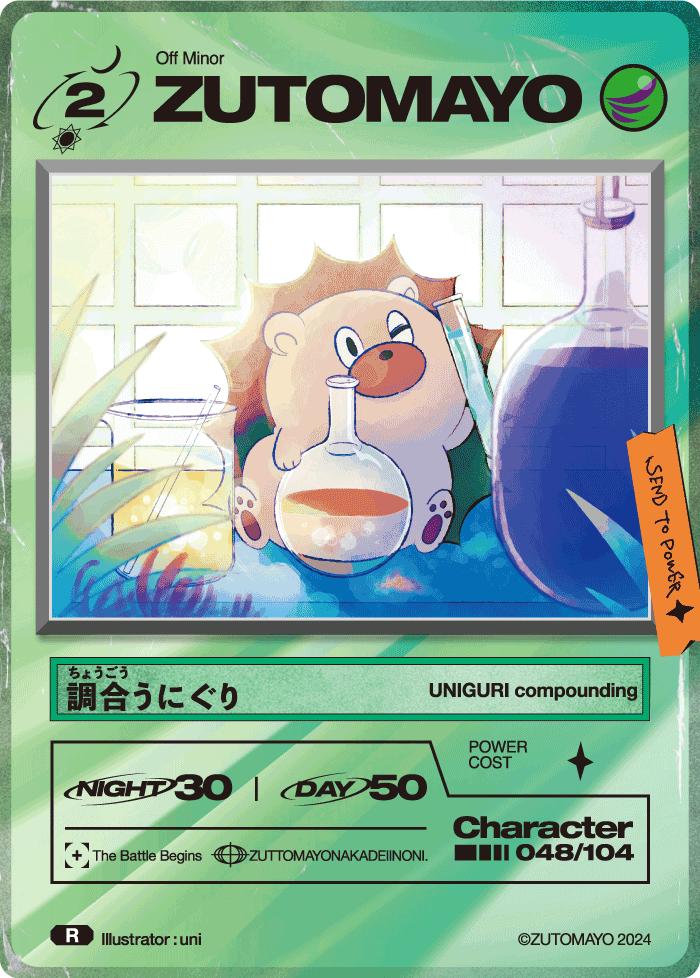 Off Minor
2
ZUTOMAYO
SEND TO POWER
ちょうごう
調合うにぐり
UNIGURI compounding
NIGHT 30 | DAY 50
POWER
COST
The Battle Begins
ZUTTOMAYONAKADEIINONI.
Character
048/104
R
Illustrator : uni
©ZUTOMAYO 2024